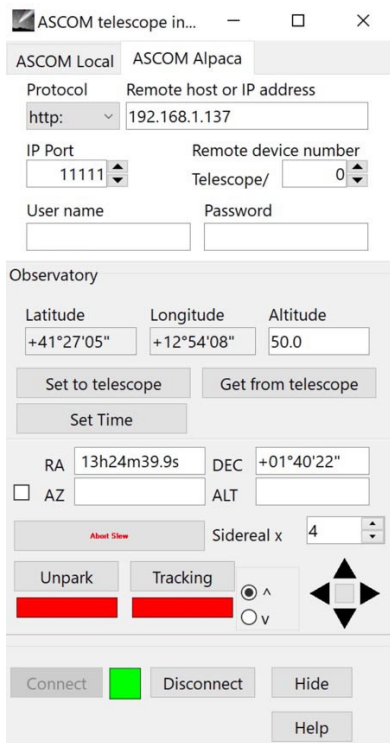 ASCOM telescope in...
ASCOM Local ASCOM Alpaca
Protocol Remote host or IP address
http: 192.168.1.137
IP Port Remote device number
11111 Telescope/ 0
User name Password
Observatory
Latitude Longitude Altitude
+41°27'05" +12°54'08" 50.0
Set to telescope Get from telescope
Set Time
RA 13h24m39.9s DEC +01°40'22"
AZ ALT
Abort Slew Sidereal x 4
Unpark Tracking ^
v
Connect Disconnect Hide
Help